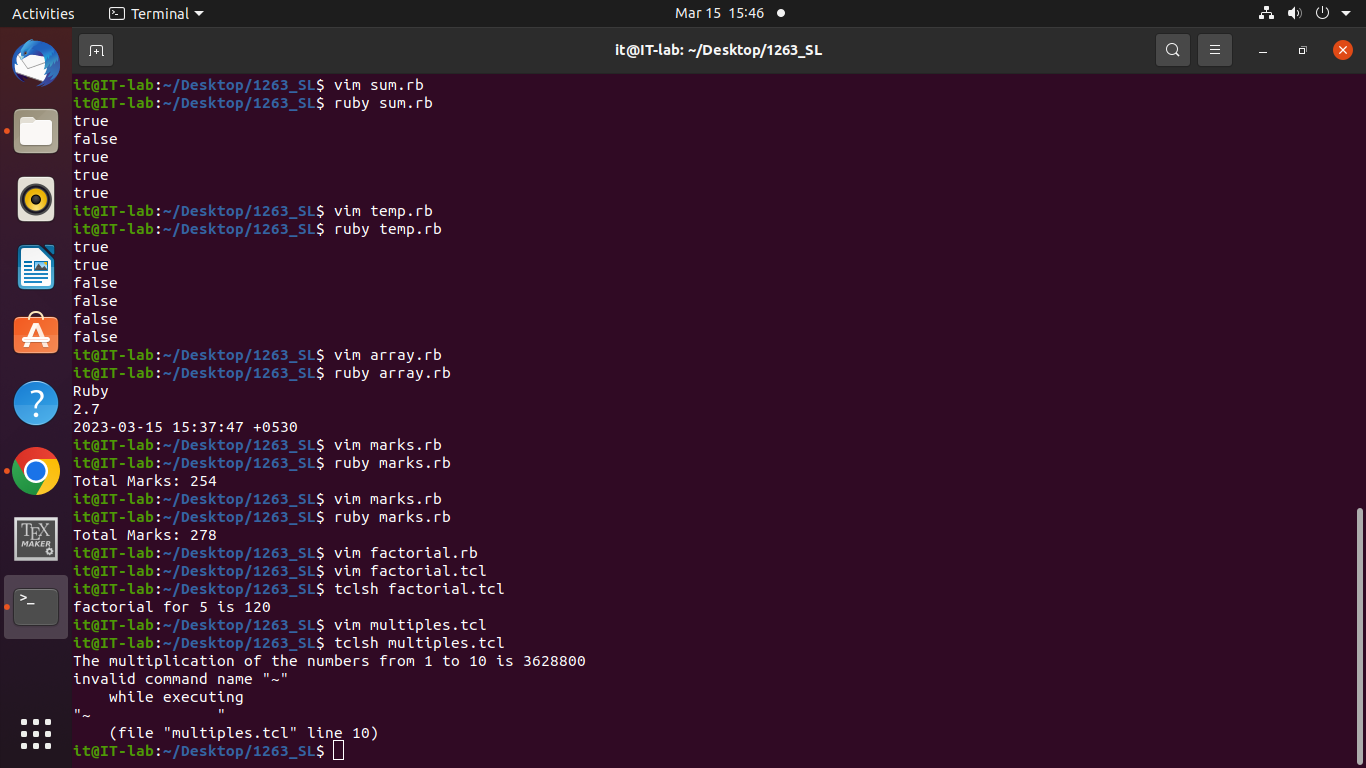 Activities Terminal Mar 15 15:46
it@IT-lab: ~/Desktop/1263_SL
it@IT-lab:~/Desktop/1263_SL$ vim sum.rb
it@IT-lab:~/Desktop/1263_SL$ ruby sum.rb
true
false
true
true
true
it@IT-lab:~/Desktop/1263_SL$ vim temp.rb
it@IT-lab:~/Desktop/1263_SL$ ruby temp.rb
true
true
false
false
false
false
it@IT-lab:~/Desktop/1263_SL$ vim array.rb
it@IT-lab:~/Desktop/1263_SL$ ruby array.rb
Ruby
2.7
2023-03-15 15:37:47 +0530
it@IT-lab:~/Desktop/1263_SL$ vim marks.rb
it@IT-lab:~/Desktop/1263_SL$ ruby marks.rb
Total Marks: 254
it@IT-lab:~/Desktop/1263_SL$ vim marks.rb
it@IT-lab:~/Desktop/1263_SL$ ruby marks.rb
Total Marks: 278
it@IT-lab:~/Desktop/1263_SL$ vim factorial.rb
it@IT-lab:~/Desktop/1263_SL$ vim factorial.tcl
it@IT-lab:~/Desktop/1263_SL$ tclsh factorial.tcl
factorial for 5 is 120
it@IT-lab:~/Desktop/1263_SL$ vim multiples.tcl
it@IT-lab:~/Desktop/1263_SL$ tclsh multiples.tcl
The multiplication of the numbers from 1 to 10 is 3628800
invalid command name "~"
    while executing
"~              "
    (file "multiples.tcl" line 10)
it@IT-lab:~/Desktop/1263_SL$
?
TEX
MAKER
>_